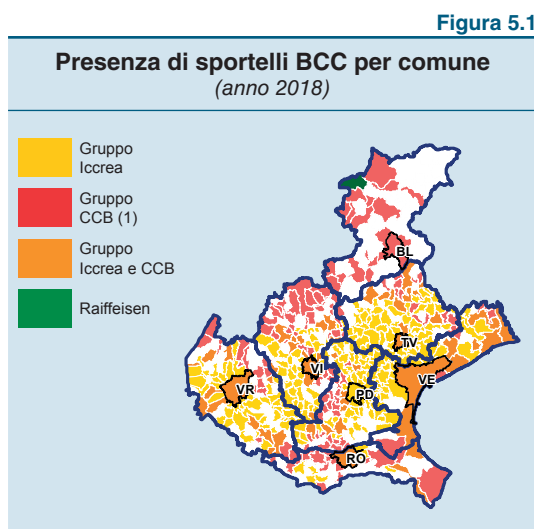 Figura 5.1
Presenza di sportelli BCC per comune
(anno 2018)
Gruppo
Iccrea
Gruppo
CCB (1)
Gruppo
Iccrea e CCB
Raiffeisen
BL
TV
VI
VE
VR
PD
RO